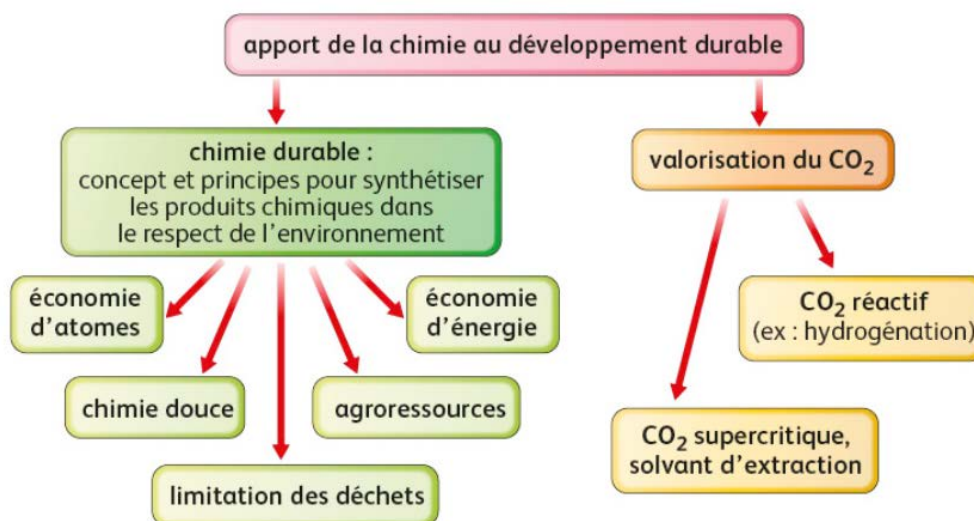 apport de la chimie au développement durable
chimie durable :
concept et principes pour synthétiser
les produits chimiques dans
le respect de l'environnement
valorisation du CO₂
économie
d'atomes
économie
d'énergie
CO₂ réactif
(ex : hydrogénation)
chimie douce
agroressources
CO₂ supercritique,
solvant d'extraction
limitation des déchets